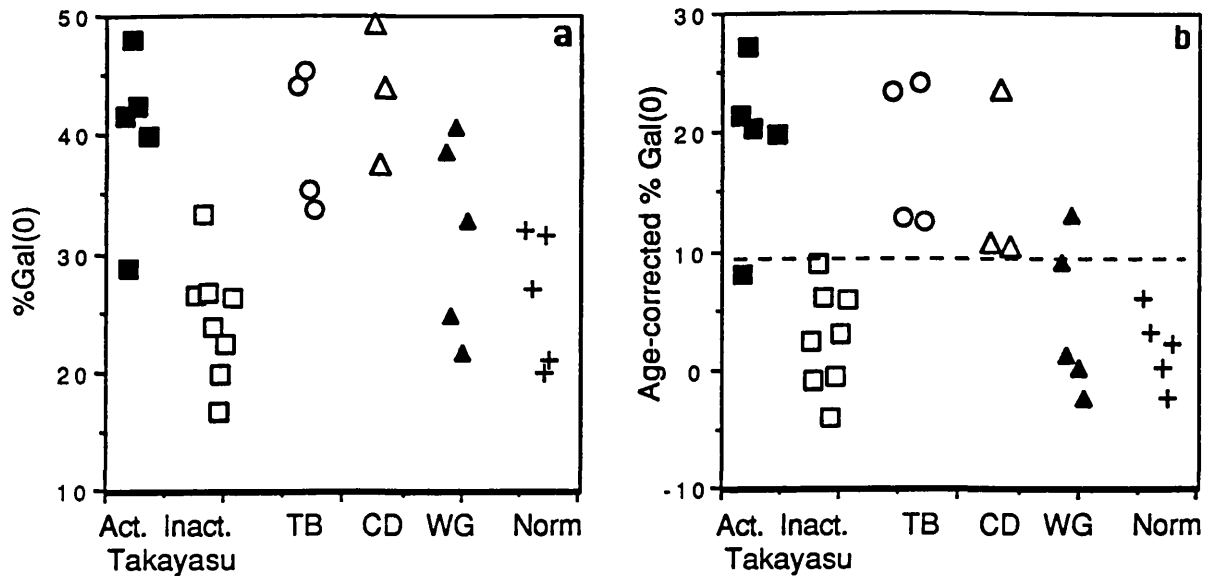 a
%Gal(0)
50
40
30
20
10
Act. Inact. TB CD WG Norm
Takayasu
b
Age-corrected % Gal(0)
30
20
10
0
-10
Act. Inact. TB CD WG Norm
Takayasu